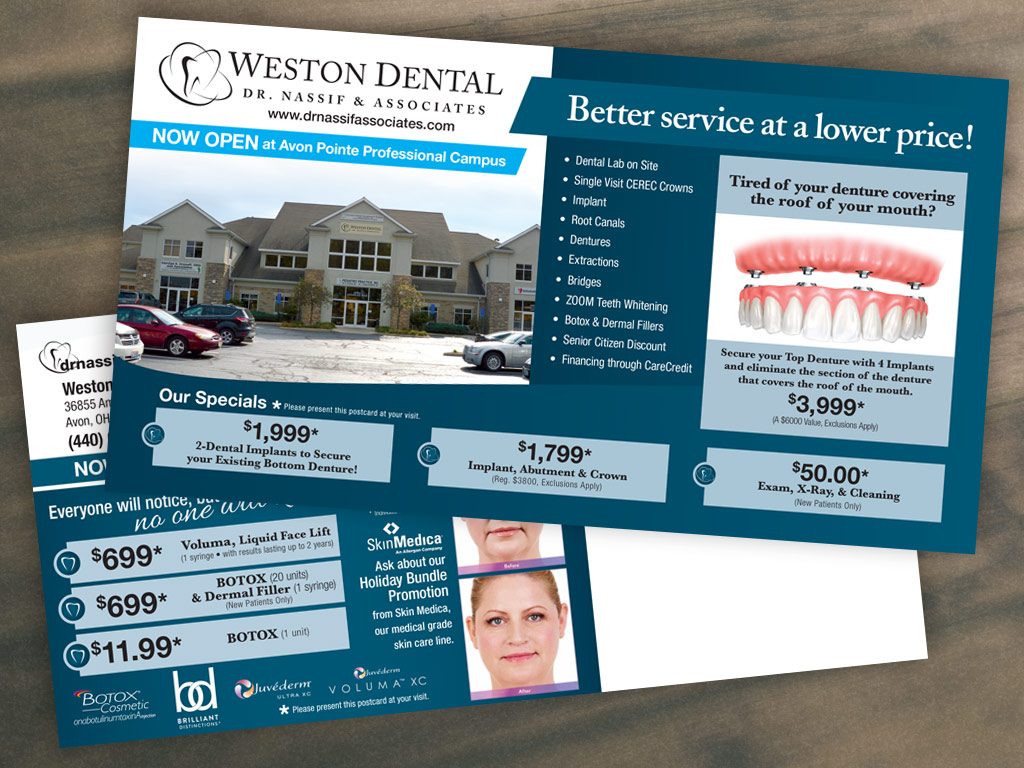 WESTON DENTAL
DR. NASSIF & ASSOCIATES
www.drnassifassociates.com
NOW OPEN at Avon Pointe Professional Campus
WESTON DENTAL
Better service at a lower price!
• Dental Lab on Site
• Single Visit CEREC Crowns
• Implant
• Root Canals
• Dentures
• Extractions
• Bridges
• ZOOM Teeth Whitening
• Botox & Dermal Fillers
• Senior Citizen Discount
• Financing through CareCredit
Tired of your denture covering
the roof of your mouth?
Secure your Top Denture with 4 Implants
and eliminate the section of the denture
that covers the roof of the mouth.
$3,999*
(A $6000 Value, Exclusions Apply)
Our Specials * Please present this postcard at your visit.
$1,999*
2-Dental Implants to Secure
your Existing Bottom Denture!
$1,799*
Implant, Abutment & Crown
(Reg. $3800, Exclusions Apply)
$50.00*
Exam, X-Ray, & Cleaning
(New Patients Only)
drnass
Weston
36855 Am
Avon, OH
(440)
NOW
Everyone will notice, but
no one will
$699* Voluma, Liquid Face Lift
(1 syringe • with results lasting up to 2 years)
$699* BOTOX (20 units)
& Dermal Filler (1 syringe)
(New Patients Only)
$11.99* BOTOX (1 unit)
BOTOX
Cosmetic
onabotulinumtoxinA injection
bd
BRILLIANT
DISTINCTIONS
Juvéderm
ULTRA XC
Juvéderm
VOLUMA™ XC
* Please present this postcard at your visit.
SkinMedica
An Allergan Company
Ask about our
Holiday Bundle
Promotion
from Skin Medica,
our medical grade
skin care line.
Before
After